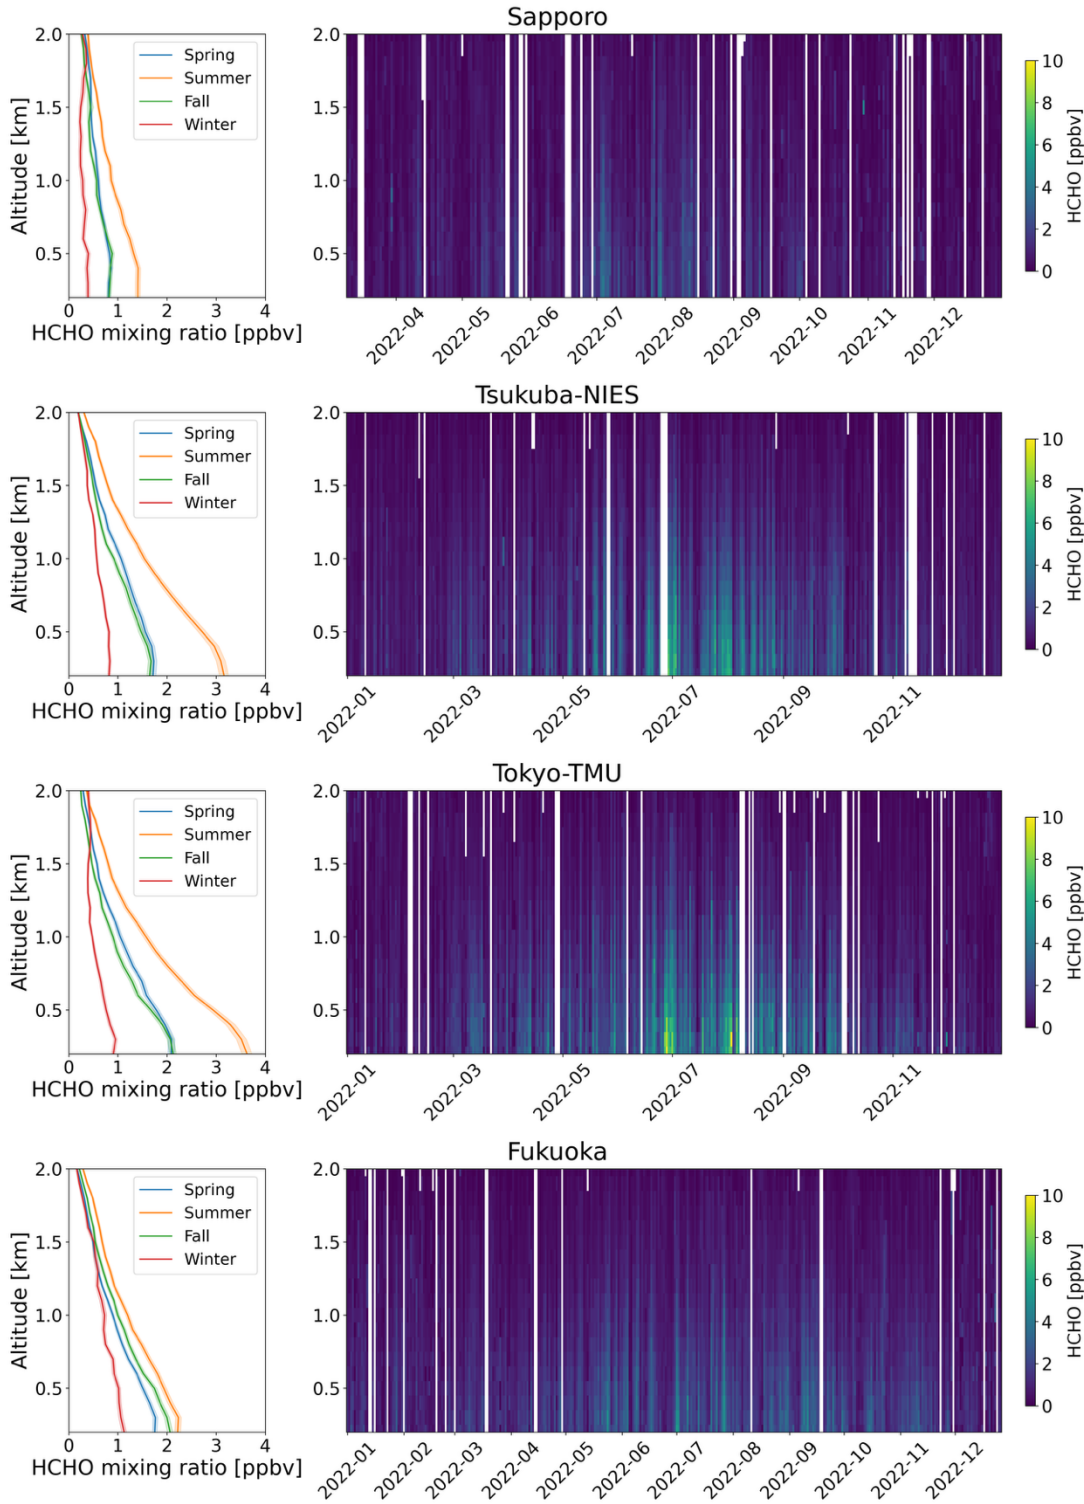 Sapporo
2.0
1.5
1.0
0.5
Altitude [km]
Spring
Summer
Fall
Winter
0 1 2 3 4
HCHO mixing ratio [ppbv]
2.0
1.5
1.0
0.5
2022-04 2022-05 2022-06 2022-07 2022-08 2022-09 2022-10 2022-11 2022-12
10
8
6
4
2
0
HCHO [ppbv]
Tsukuba-NIES
2.0
1.5
1.0
0.5
Altitude [km]
Spring
Summer
Fall
Winter
0 1 2 3 4
HCHO mixing ratio [ppbv]
2.0
1.5
1.0
0.5
2022-01 2022-03 2022-05 2022-07 2022-09 2022-11
10
8
6
4
2
0
HCHO [ppbv]
Tokyo-TMU
2.0
1.5
1.0
0.5
Altitude [km]
Spring
Summer
Fall
Winter
0 1 2 3 4
HCHO mixing ratio [ppbv]
2.0
1.5
1.0
0.5
2022-01 2022-03 2022-05 2022-07 2022-09 2022-11
10
8
6
4
2
0
HCHO [ppbv]
Fukuoka
2.0
1.5
1.0
0.5
Altitude [km]
Spring
Summer
Fall
Winter
0 1 2 3 4
HCHO mixing ratio [ppbv]
2.0
1.5
1.0
0.5
2022-01 2022-02 2022-03 2022-04 2022-05 2022-06 2022-07 2022-08 2022-09 2022-10 2022-11 2022-12
10
8
6
4
2
0
HCHO [ppbv]